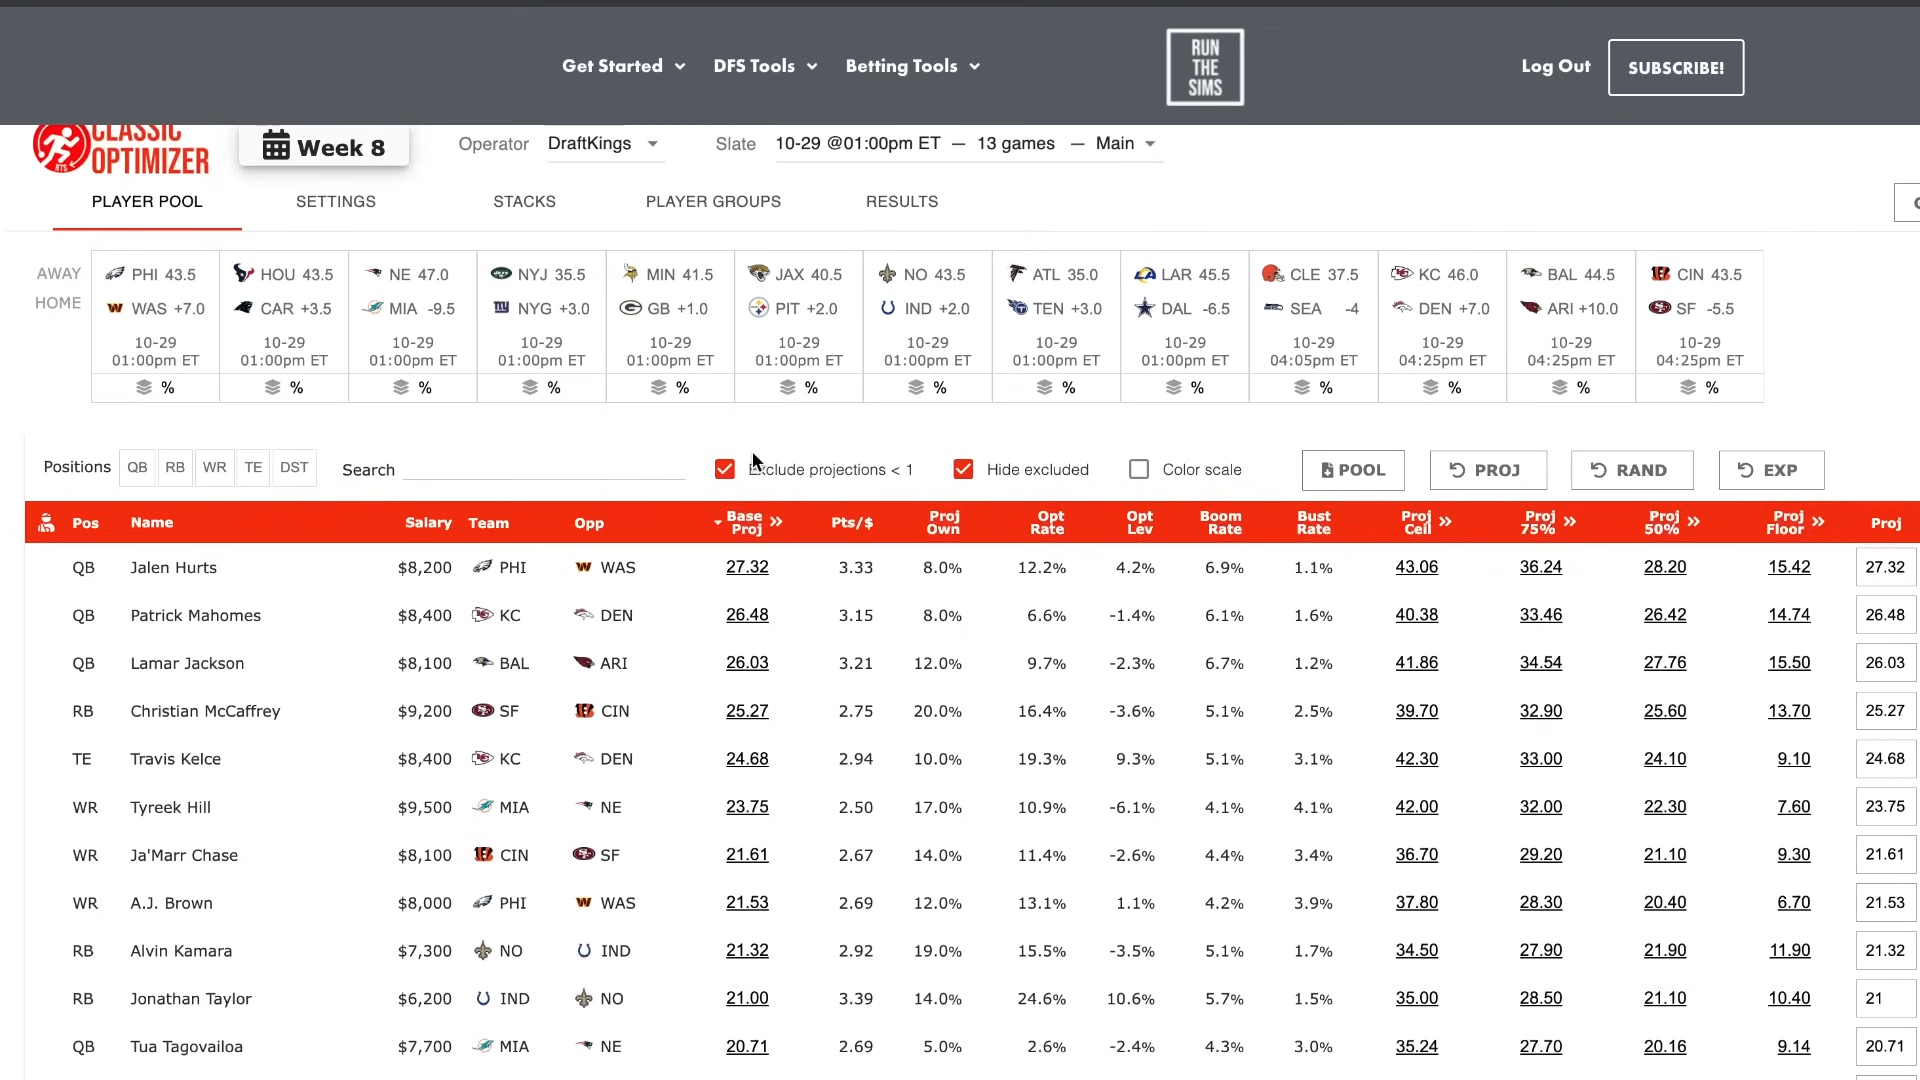 Get Started DFS Tools Betting Tools RUN THE SIMS Log Out SUBSCRIBE!
CLASSIC OPTIMIZER RTS Week 8 Operator DraftKings Slate 10-29 @01:00pm ET — 13 games — Main
PLAYER POOL SETTINGS STACKS PLAYER GROUPS RESULTS
AWAY PHI 43.5 HOU 43.5 NE 47.0 NYJ 35.5 MIN 41.5 JAX 40.5 NO 43.5 ATL 35.0 LAR 45.5 CLE 37.5 KC 46.0 BAL 44.5 CIN 43.5
HOME WAS +7.0 CAR +3.5 MIA -9.5 NYG +3.0 GB +1.0 PIT +2.0 IND +2.0 TEN +3.0 DAL -6.5 SEA -4 DEN +7.0 ARI +10.0 SF -5.5
10-29 10-29 10-29 10-29 10-29 10-29 10-29 10-29 10-29 10-29 10-29 10-29 10-29
01:00pm ET 01:00pm ET 01:00pm ET 01:00pm ET 01:00pm ET 01:00pm ET 01:00pm ET 01:00pm ET 01:00pm ET 04:05pm ET 04:25pm ET 04:25pm ET 04:25pm ET
% % % % % % % % % % % % %
Positions QB RB WR TE DST Search Exclude projections < 1 Hide excluded Color scale POOL PROJ RAND EXP
Pos Name Salary Team Opp Base Proj » Pts/$ Proj Own Opt Rate Opt Lev Boom Rate Bust Rate Proj Ceil » Proj 75% » Proj 50% » Proj Floor » Proj
QB Jalen Hurts $8,200 PHI WAS 27.32 3.33 8.0% 12.2% 4.2% 6.9% 1.1% 43.06 36.24 28.20 15.42 27.32
QB Patrick Mahomes $8,400 KC DEN 26.48 3.15 8.0% 6.6% -1.4% 6.1% 1.6% 40.38 33.46 26.42 14.74 26.48
QB Lamar Jackson $8,100 BAL ARI 26.03 3.21 12.0% 9.7% -2.3% 6.7% 1.2% 41.86 34.54 27.76 15.50 26.03
RB Christian McCaffrey $9,200 SF CIN 25.27 2.75 20.0% 16.4% -3.6% 5.1% 2.5% 39.70 32.90 25.60 13.70 25.27
TE Travis Kelce $8,400 KC DEN 24.68 2.94 10.0% 19.3% 9.3% 5.1% 3.1% 42.30 33.00 24.10 9.10 24.68
WR Tyreek Hill $9,500 MIA NE 23.75 2.50 17.0% 10.9% -6.1% 4.1% 4.1% 42.00 32.00 22.30 7.60 23.75
WR Ja'Marr Chase $8,100 CIN SF 21.61 2.67 14.0% 11.4% -2.6% 4.4% 3.4% 36.70 29.20 21.10 9.30 21.61
WR A.J. Brown $8,000 PHI WAS 21.53 2.69 12.0% 13.1% 1.1% 4.2% 3.9% 37.80 28.30 20.40 6.70 21.53
RB Alvin Kamara $7,300 NO IND 21.32 2.92 19.0% 15.5% -3.5% 5.1% 1.7% 34.50 27.90 21.90 11.90 21.32
RB Jonathan Taylor $6,200 IND NO 21.00 3.39 14.0% 24.6% 10.6% 5.7% 1.5% 35.00 28.50 21.10 10.40 21
QB Tua Tagovailoa $7,700 MIA NE 20.71 2.69 5.0% 2.6% -2.4% 4.3% 3.0% 35.24 27.70 20.16 9.14 20.71